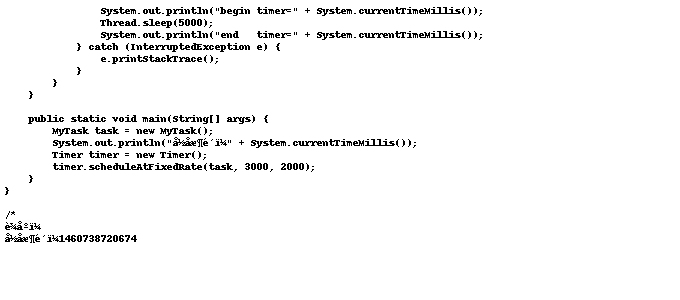 System.out.println("begin timer=" + System.currentTimeMillis());
Thread.sleep(5000);
System.out.println("end   timer=" + System.currentTimeMillis());
} catch (InterruptedException e) {
e.printStackTrace();
}
}
}
public static void main(String[] args) {
MyTask task = new MyTask();
System.out.println("å½åæ¶é´ï¼" + System.currentTimeMillis());
Timer timer = new Timer();
timer.scheduleAtFixedRate(task, 3000, 2000);
}
}
/*
è¾åºï¼
å½åæ¶é´ï¼1460738720674